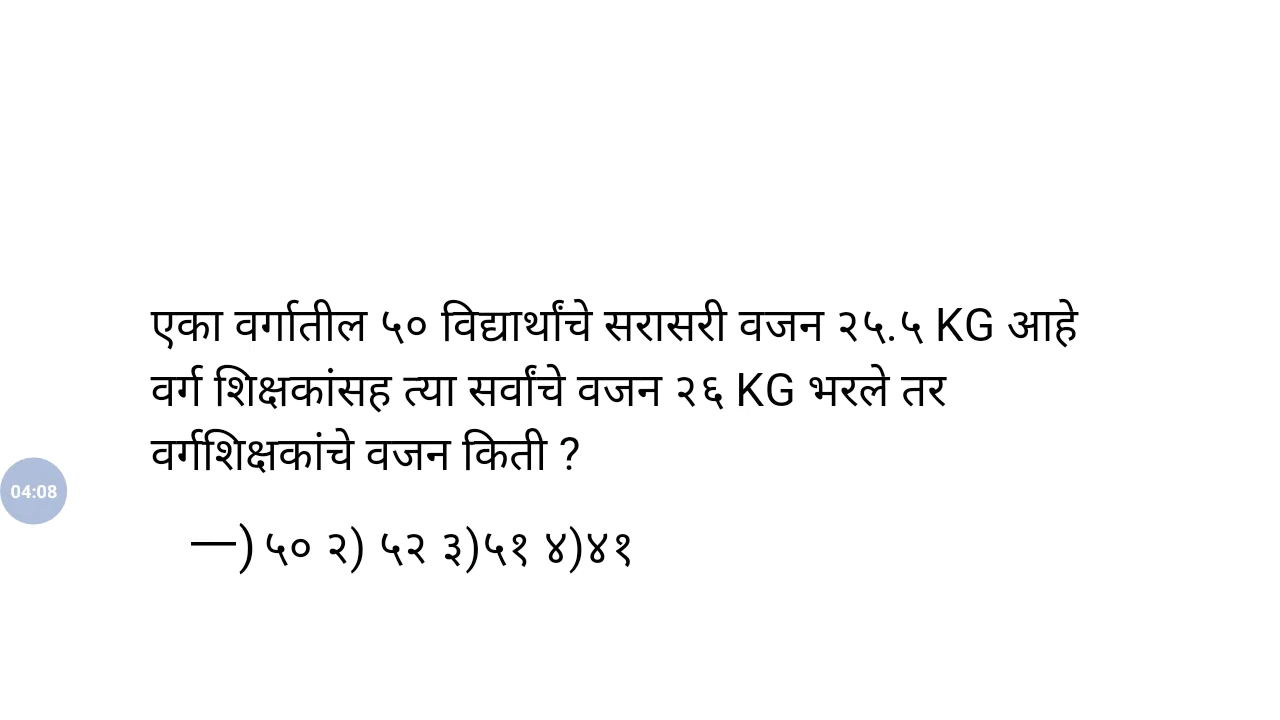 एका वर्गातील ५० विद्यार्थांचे सरासरी वजन २५.५ KG आहे
वर्ग शिक्षकांसह त्या सर्वांचे वजन २६ KG भरले तर
वर्गशिक्षकांचे वजन किती ?
04:08
一) ५० २) ५२ ३)५१ ४)४१